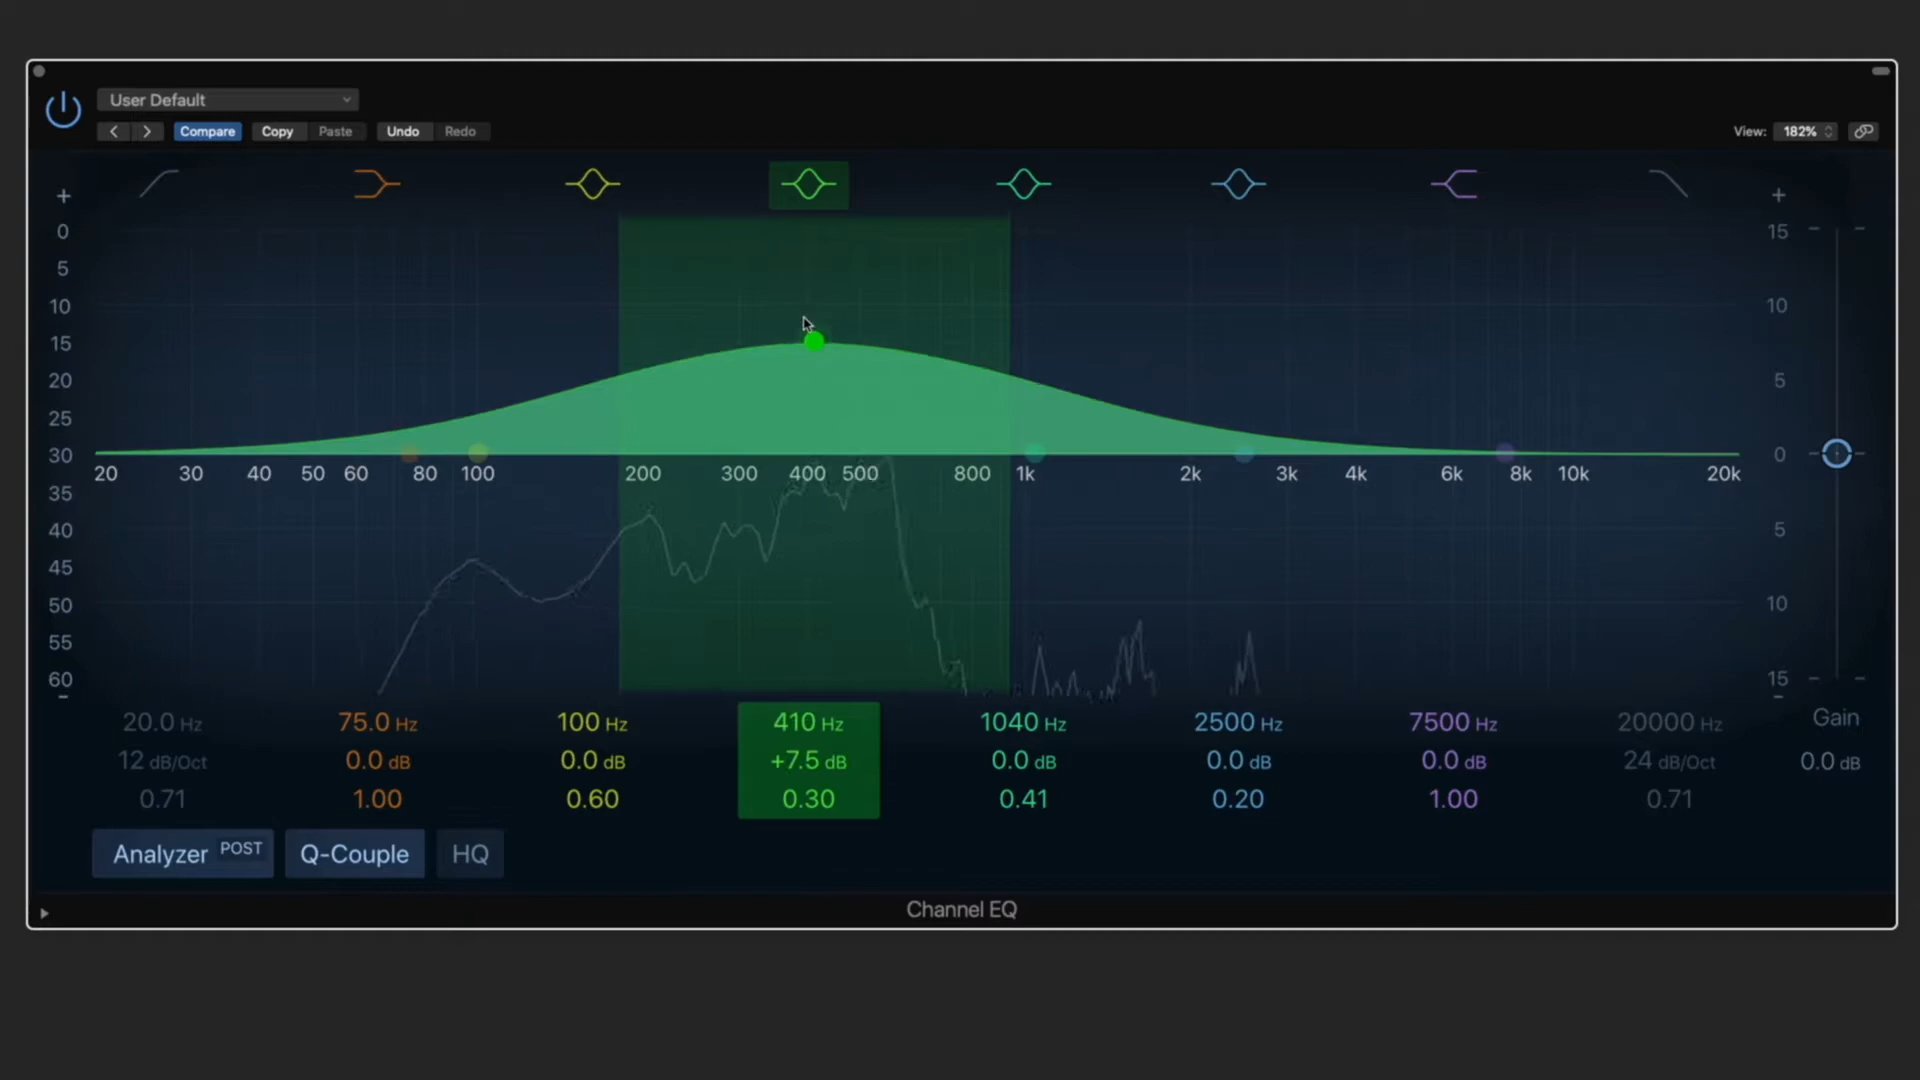 User Default
Compare Copy Paste Undo Redo View: 182%
+ +
0 15
5
10 10
15
20 5
25
30 0
20 30 40 50 60 80 100 200 300 400 500 800 1k 2k 3k 4k 6k 8k 10k 20k
35
40 5
45
50 10
55
60 15
- -
20.0 Hz 75.0 Hz 100 Hz 410 Hz 1040 Hz 2500 Hz 7500 Hz 20000 Hz Gain
12 dB/Oct 0.0 dB 0.0 dB +7.5 dB 0.0 dB 0.0 dB 0.0 dB 24 dB/Oct 0.0 dB
0.71 1.00 0.60 0.30 0.41 0.20 1.00 0.71
Analyzer POST Q-Couple HQ
Channel EQ